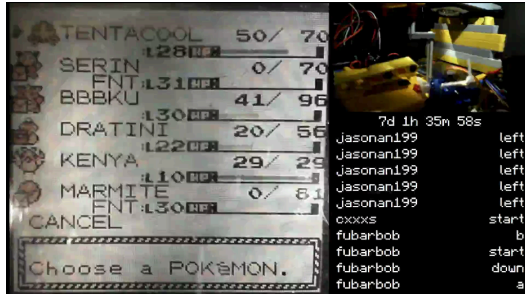 TENTACOOL 50/ 70
:L28 HP:
SERIN 0/ 70
FNT :L31 HP:
BBBKU 41/ 96
:L30 HP:
DRATINI 20/ 56
:L22 HP:
KENYA 29/ 29
:L10 HP:
MARMITE 0/ 81
FNT :L30 HP:
CANCEL
Choose a POKéMON.
7d 1h 35m 58s
jasonan199 left
jasonan199 left
jasonan199 left
jasonan199 left
jasonan199 left
cxxxs start
fubarbob b
fubarbob start
fubarbob down
fubarbob a